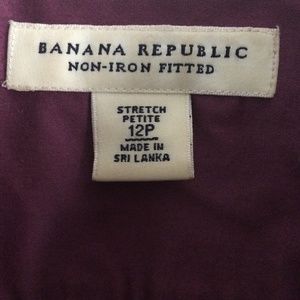 BANANA REPUBLIC
NON-IRON FITTED
STRETCH
PETITE
12P
MADE IN
SRI LANKA